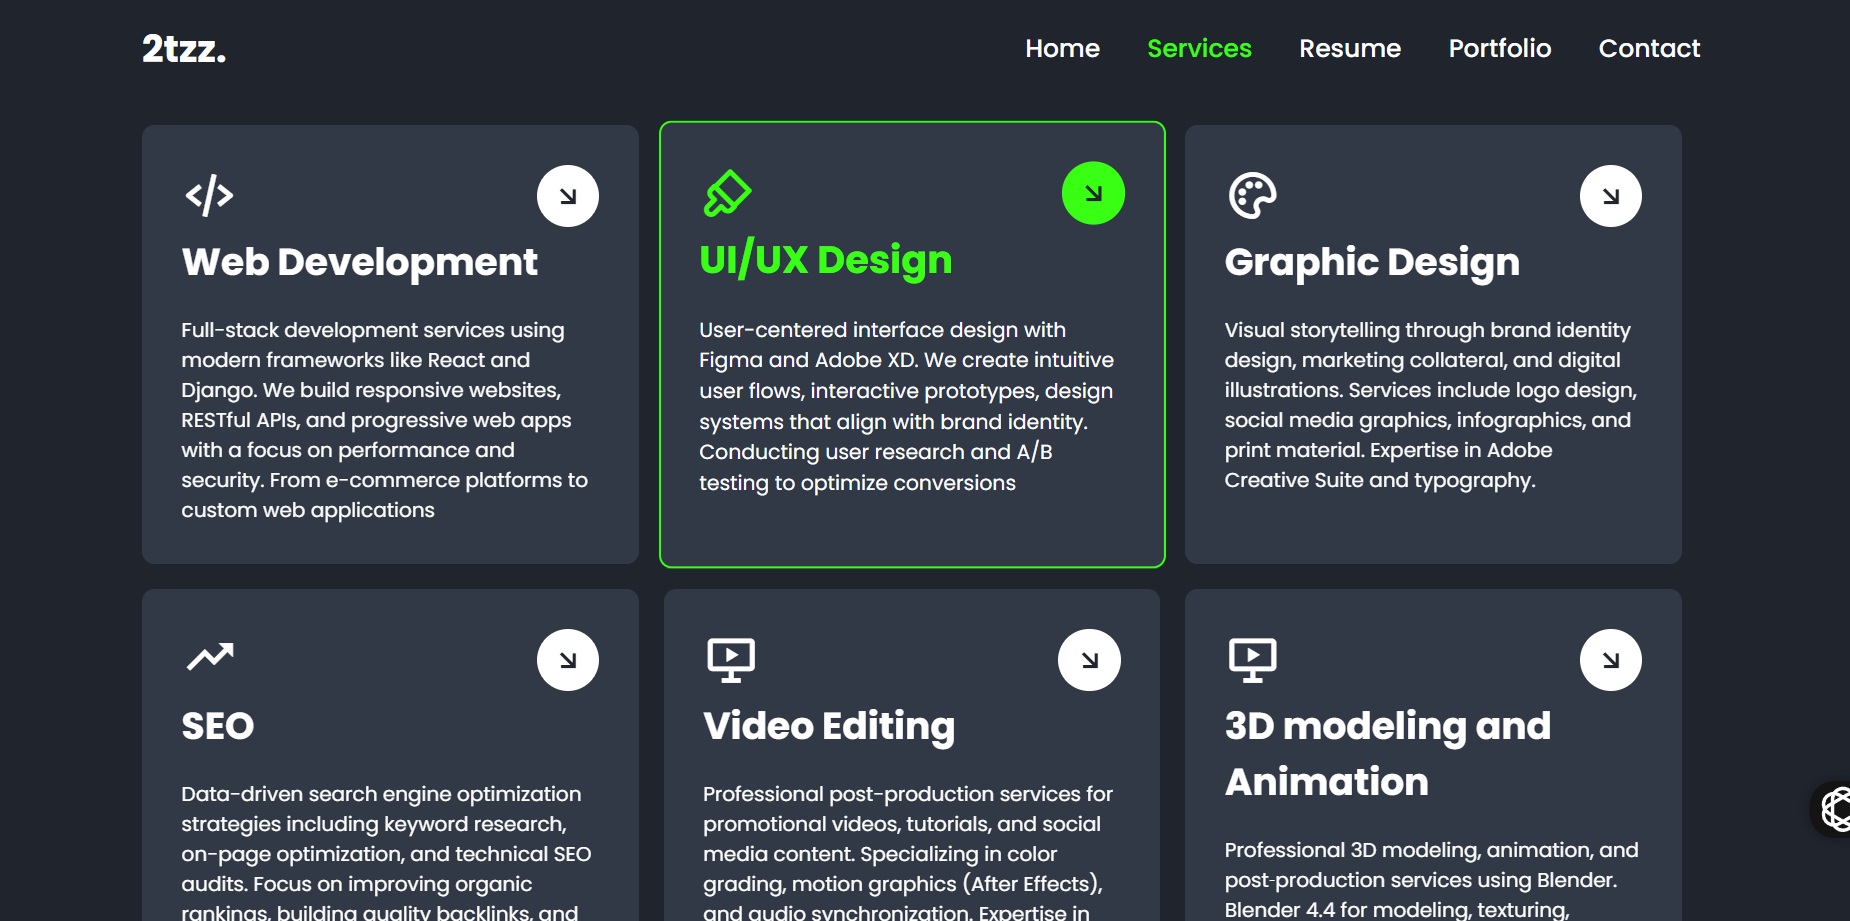 2tzz.
Home
Services
Resume
Portfolio
Contact
Web Development
Full-stack development services using
modern frameworks like React and
Django. We build responsive websites,
RESTful APIs, and progressive web apps
with a focus on performance and
security. From e-commerce platforms to
custom web applications
UI/UX Design
User-centered interface design with
Figma and Adobe XD. We create intuitive
user flows, interactive prototypes, design
systems that align with brand identity.
Conducting user research and A/B
testing to optimize conversions
Graphic Design
Visual storytelling through brand identity
design, marketing collateral, and digital
illustrations. Services include logo design,
social media graphics, infographics, and
print material. Expertise in Adobe
Creative Suite and typography.
SEO
Data-driven search engine optimization
strategies including keyword research,
on-page optimization, and technical SEO
audits. Focus on improving organic
rankings, building quality backlinks, and
Video Editing
Professional post-production services for
promotional videos, tutorials, and social
media content. Specializing in color
grading, motion graphics (After Effects),
and audio synchronization. Expertise in
3D modeling and
Animation
Professional 3D modeling, animation, and
post-production services using Blender.
Blender 4.4 for modeling, texturing,